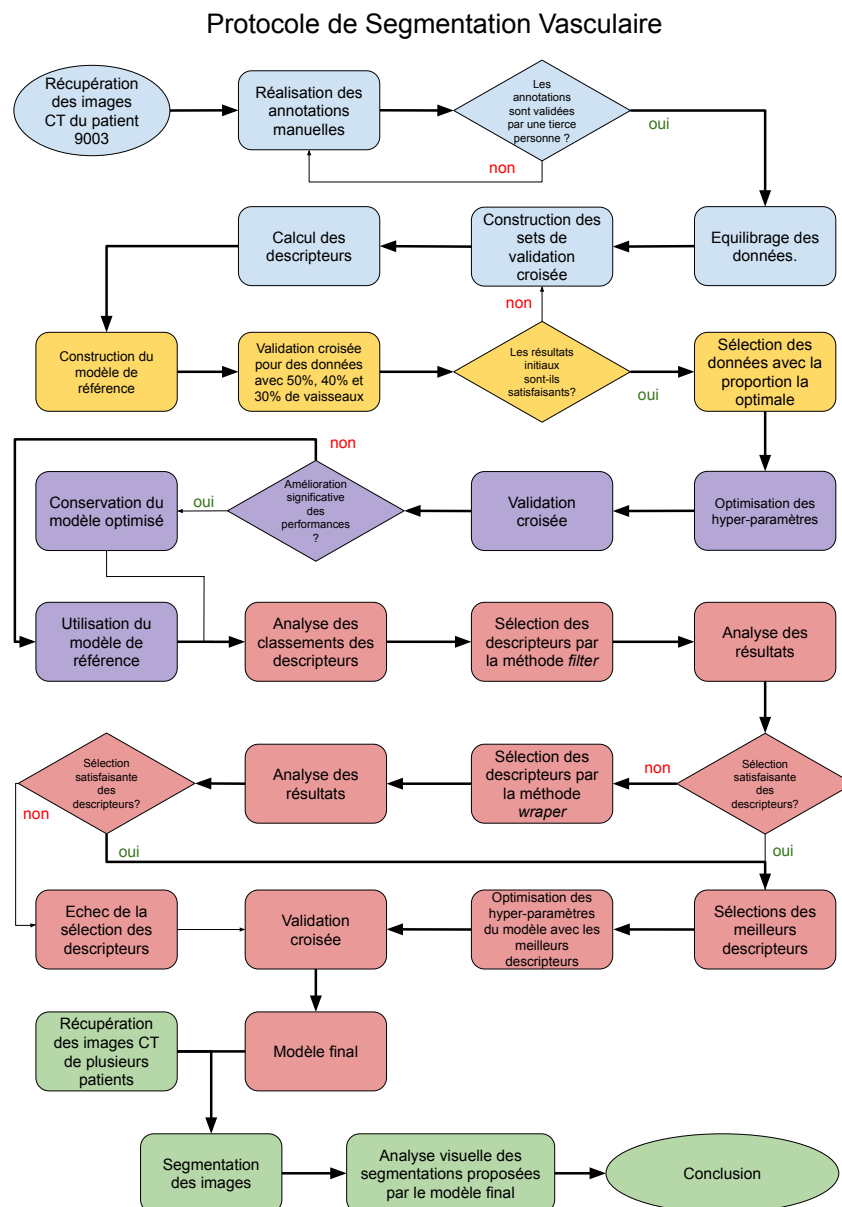 Protocole de Segmentation Vasculaire
Récupération
des images
CT du patient
9003
Réalisation des
annotations
manuelles
Les
annotations
sont validées
par une tierce
personne ?
oui
non
Equilibrage des
données.
Construction des
sets de
validation
croisée
Calcul des
descripteurs
non
Construction du
modèle de
référence
Validation croisée
pour des données
avec 50%, 40% et
30% de vaisseaux
Les résultats
initiaux
sont-ils
satisfaisants?
oui
Sélection des
données avec la
proportion la
optimale
non
Optimisation des
hyper-paramètres
Validation
croisée
Amélioration
significative
des
performances
?
oui
Conservation du
modèle optimisé
Utilisation du
modèle de
référence
Analyse des
classements des
descripteurs
Sélection des
descripteurs par
la méthode filter
Analyse des
résultats
Sélection
satisfaisante
des
descripteurs?
non
oui
Sélection des
descripteurs par
la méthode
wraper
Analyse des
résultats
Sélection
satisfaisante
des
descripteurs?
non
oui
Echec de la
sélection des
descripteurs
Validation
croisée
Optimisation des
hyper-paramètres
du modèle avec les
meilleurs
descripteurs
Sélections des
meilleurs
descripteurs
Récupération
des images CT
de plusieurs
patients
Modèle final
Segmentation
des images
Analyse visuelle des
segmentations proposées
par le modèle final
Conclusion